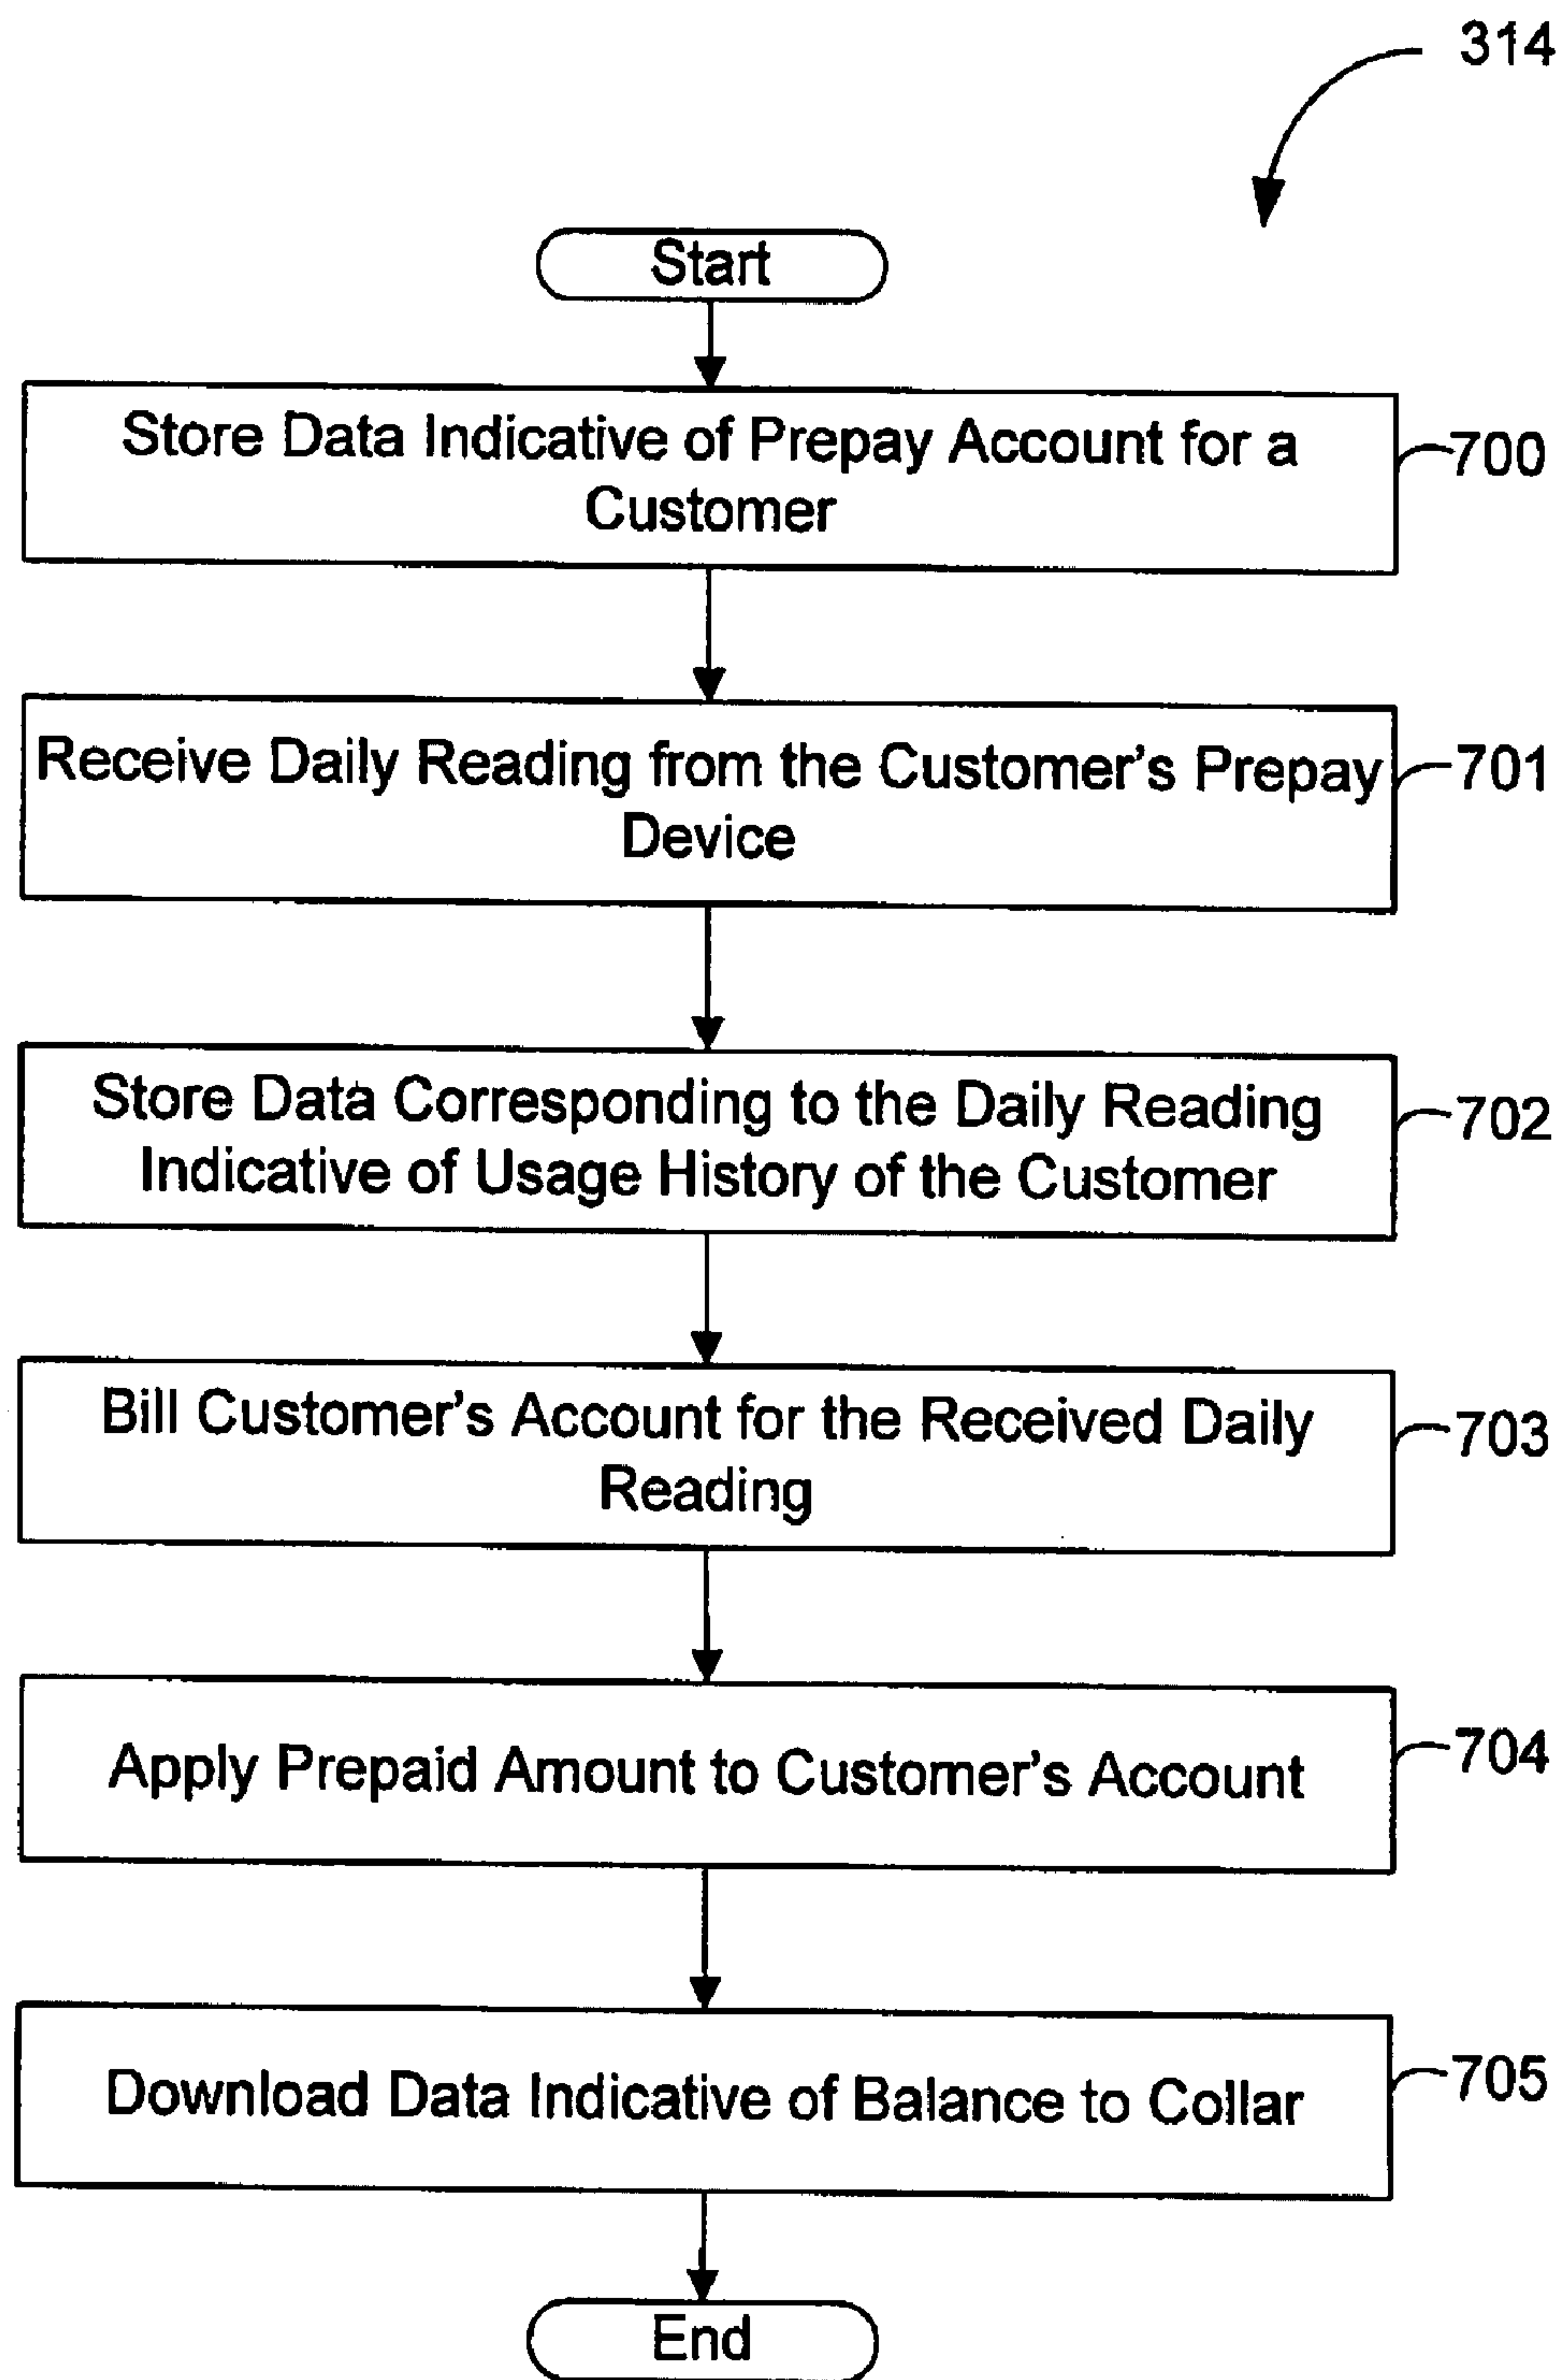 314
Start
Store Data Indicative of Prepay Account for a
Customer
700
Receive Daily Reading from the Customer's Prepay
Device
701
Store Data Corresponding to the Daily Reading
Indicative of Usage History of the Customer
702
Bill Customer's Account for the Received Daily
Reading
703
Apply Prepaid Amount to Customer's Account
704
Download Data Indicative of Balance to Collar
705
End